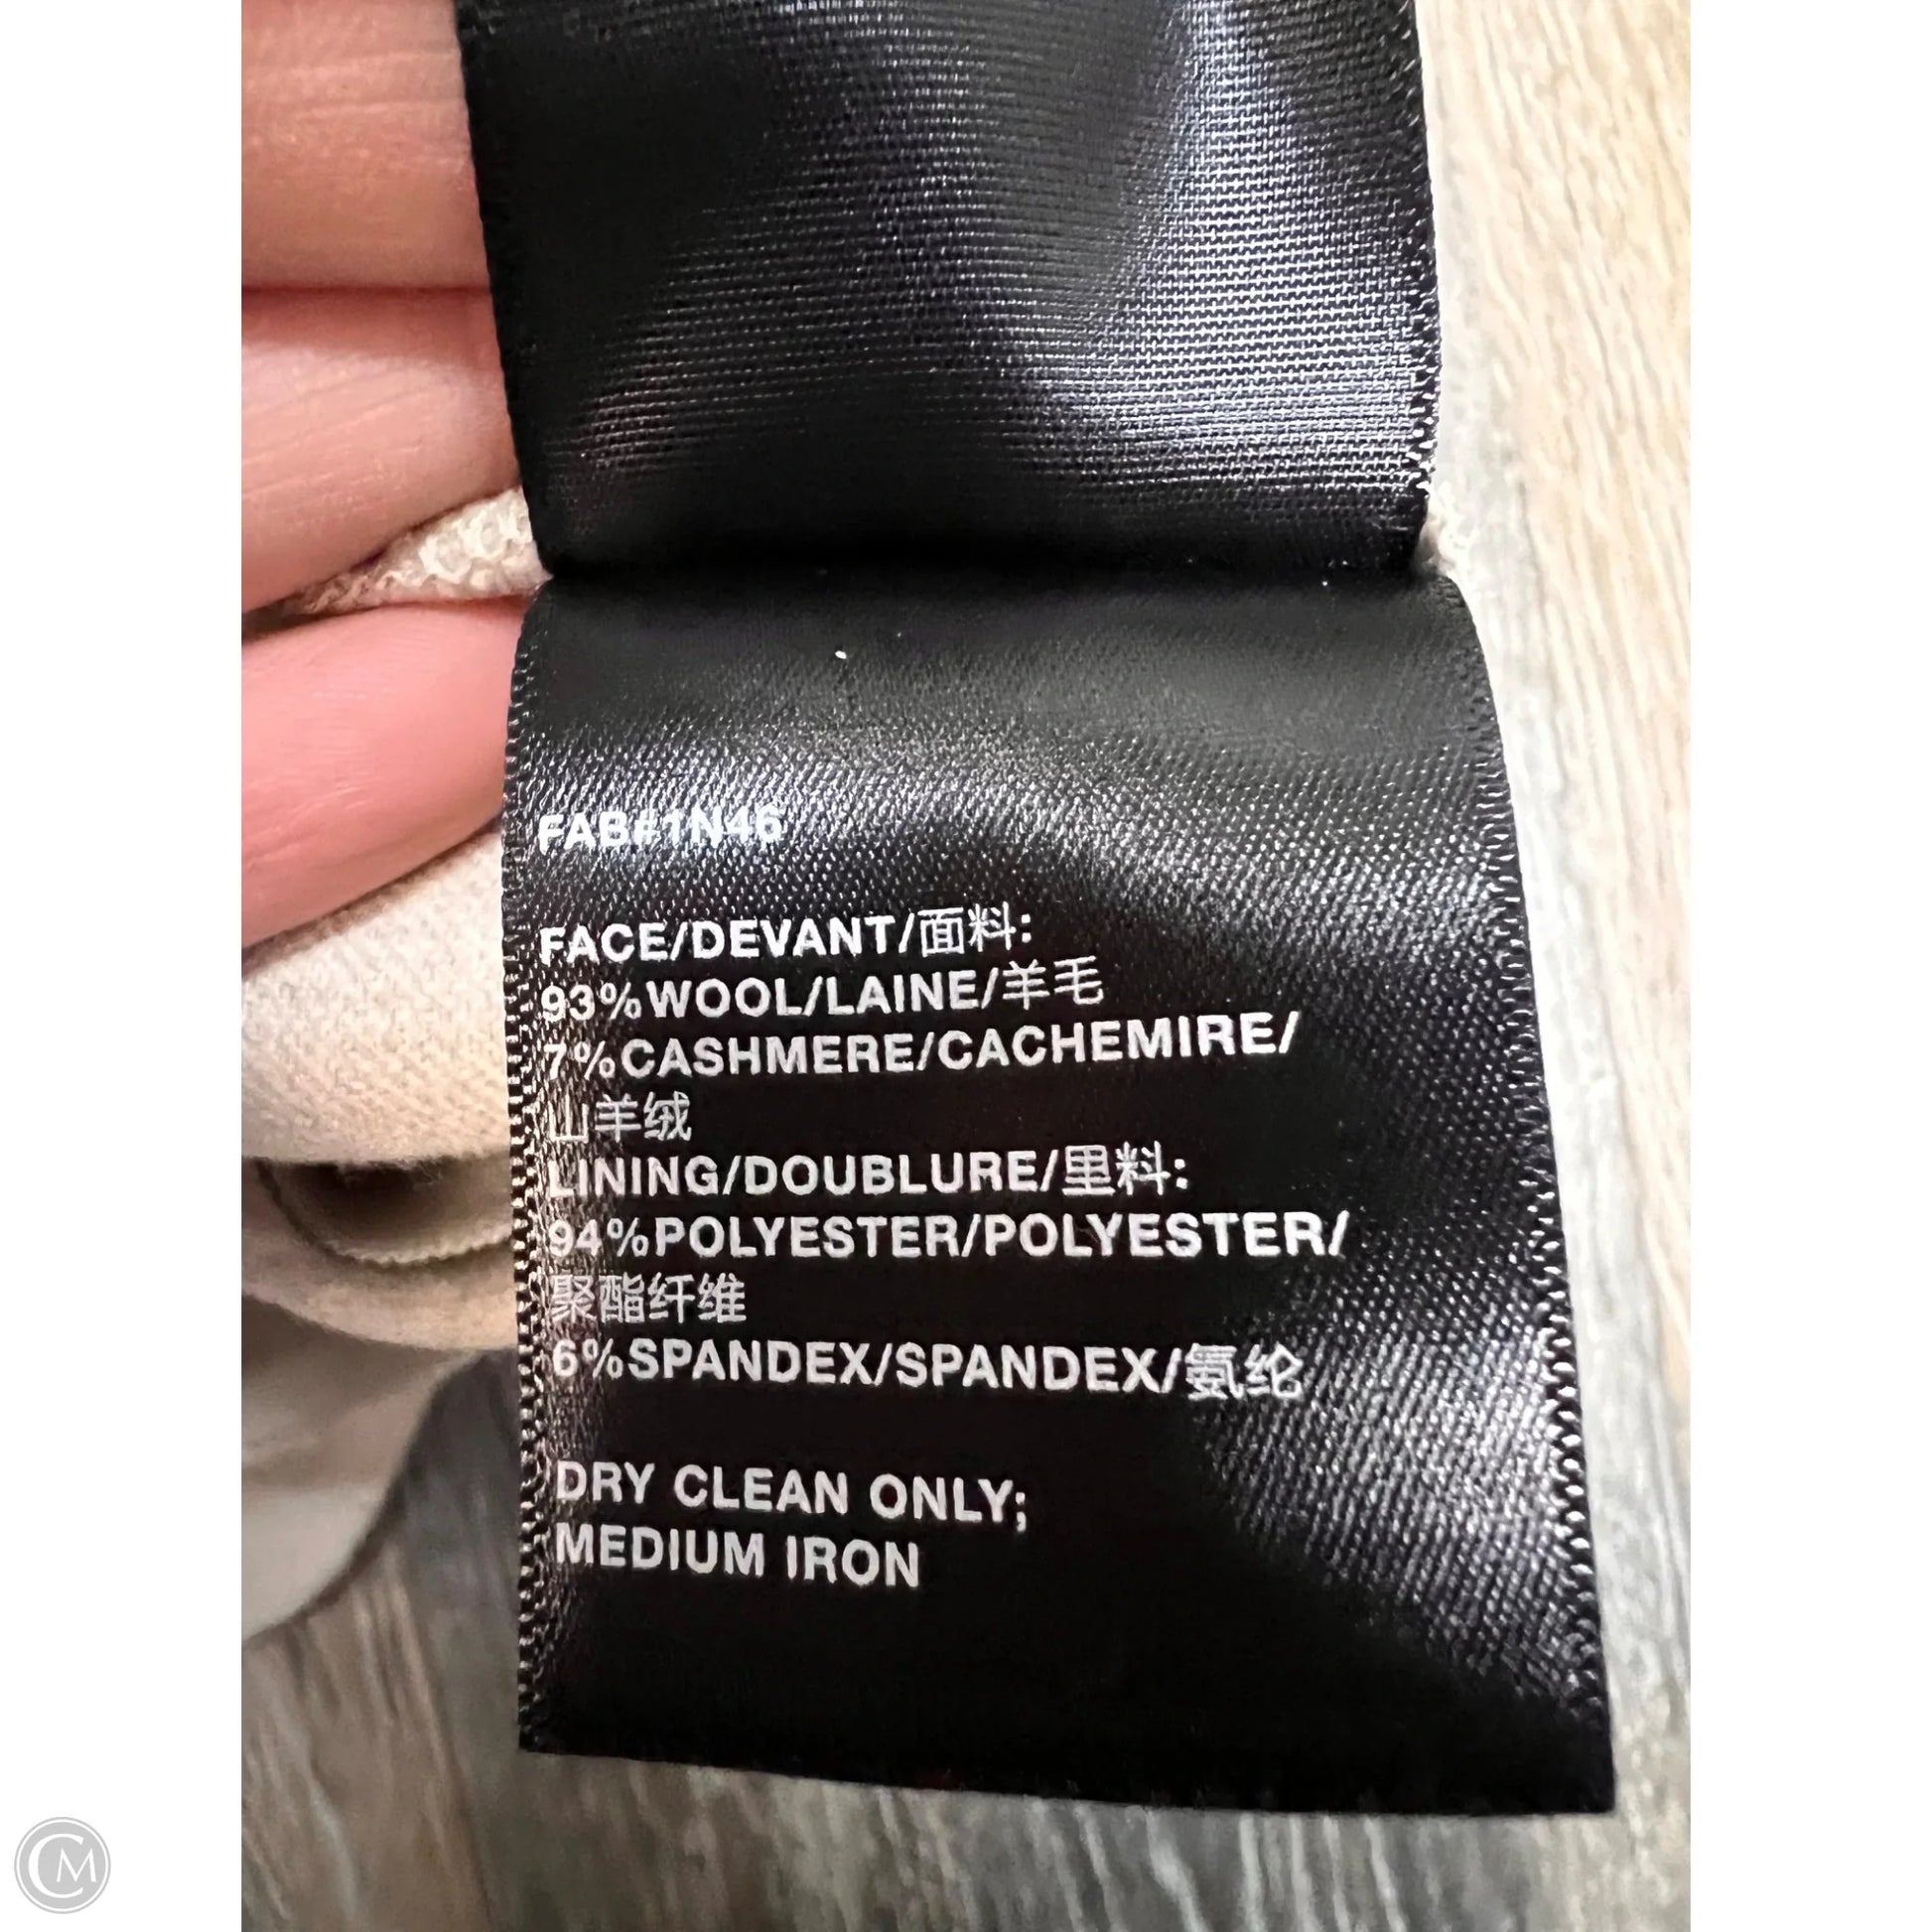 FAB#1N46
FACE/DEVANT/面料:
93%WOOL/LAINE/羊毛
7%CASHMERE/CACHEMIRE/
山羊绒
LINING/DOUBLURE/里料:
94%POLYESTER/POLYESTER/
聚酯纤维
6%SPANDEX/SPANDEX/氨纶
DRY CLEAN ONLY;
MEDIUM IRON
CM